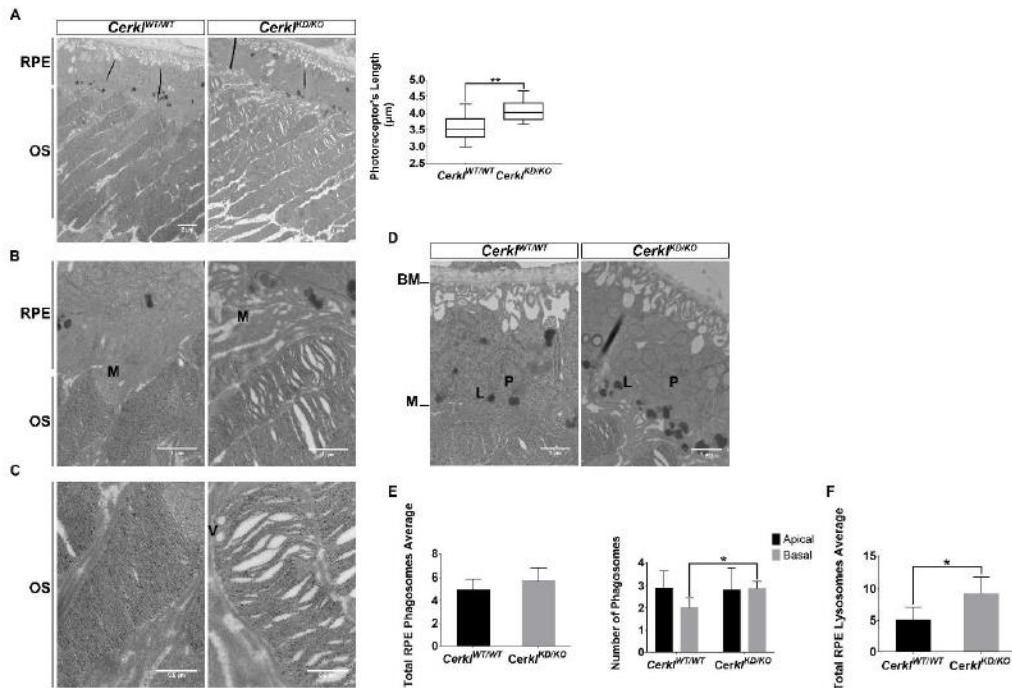 A
Cerkl^WT/WT
Cerkl^KD/KO
RPE
OS
Photoreceptor's Length
(µm)
5.0
4.5
4.0
3.5
3.0
2.5
**
Cerkl^WT/WT Cerkl^KD/KO
B
RPE
OS
M
M
C
OS
V
D
Cerkl^WT/WT
Cerkl^KD/KO
BM
M
L
P
L
P
E
Total RPE Phagosomes Average
8
6
4
2
0
Cerkl^WT/WT Cerkl^KD/KO
Number of Phagosomes
4
3
2
1
0
*
Apical
Basal
Cerkl^WT/WT
Cerkl^KD/KO
F
Total RPE Lysosomes Average
15
10
5
0
*
Cerkl^WT/WT Cerkl^KD/KO